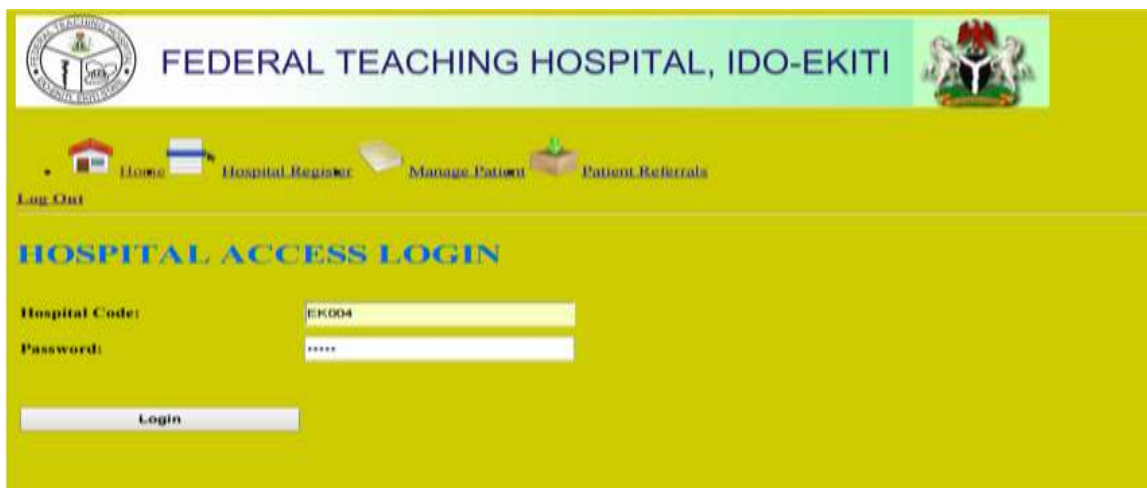 FEDERAL TEACHING HOSPITAL, IDO-EKITI
Home Hospital Register Manage Patient Patient Referrals
Log Out
HOSPITAL ACCESS LOGIN
Hospital Code: EK004
Password: •••••
Login